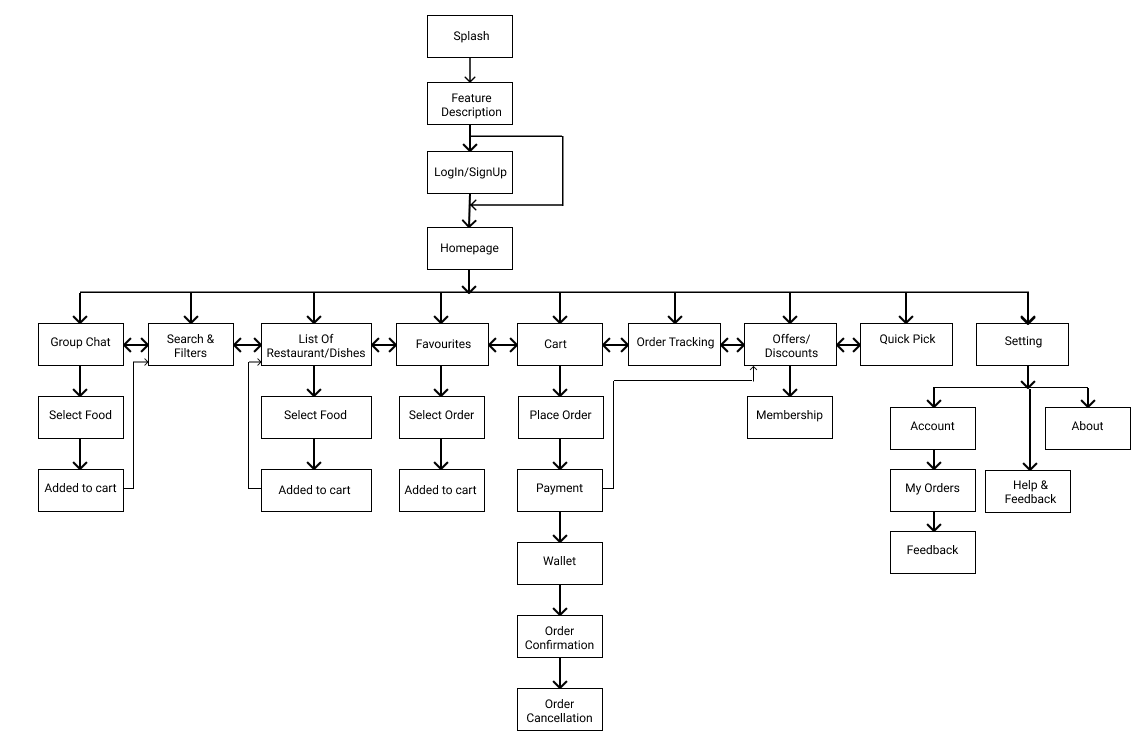 Splash
Feature
Description
LogIn/SignUp
Homepage
Group Chat
Search &
Filters
List Of
Restaurant/Dishes
Favourites
Cart
Order Tracking
Offers/
Discounts
Quick Pick
Setting
Select Food
Select Food
Select Order
Place Order
Membership
Account
About
Added to cart
Added to cart
Added to cart
Payment
My Orders
Help &
Feedback
Wallet
Feedback
Order
Confirmation
Order
Cancellation